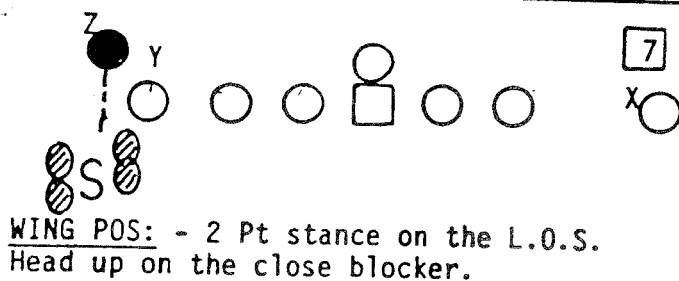 Z
Y
7
X
S
WING POS: - 2 Pt stance on the L.O.S.
Head up on the close blocker.